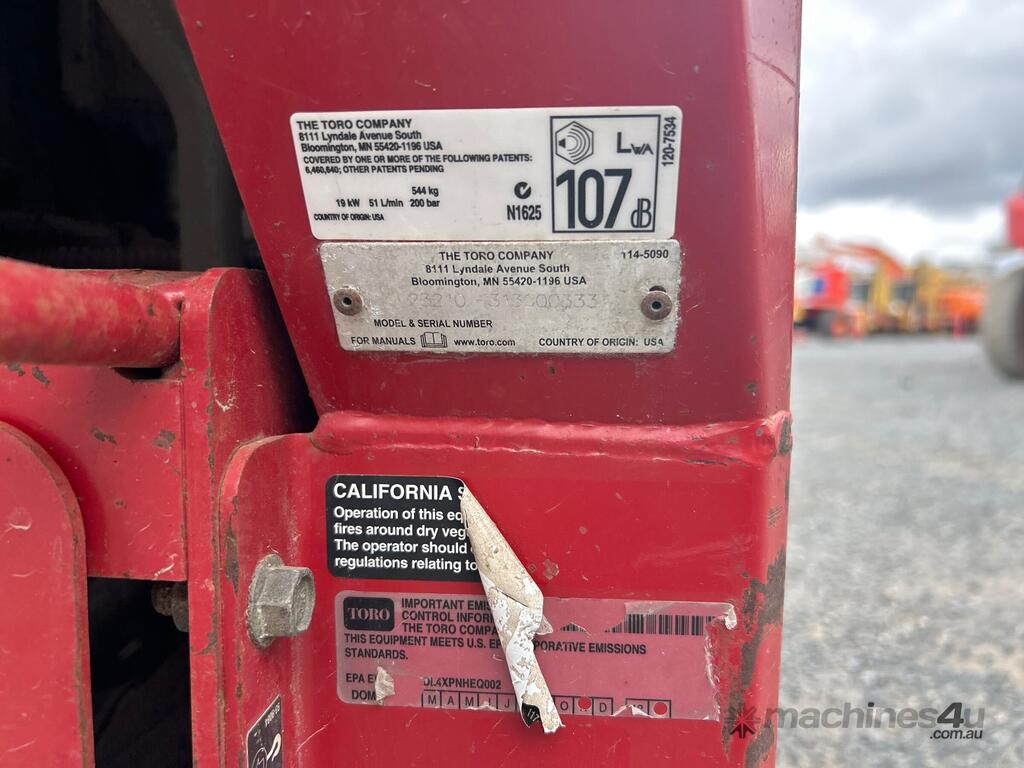 THE TORO COMPANY
8111 Lyndale Avenue South
Bloomington, MN 55420-1196 USA
COVERED BY ONE OR MORE OF THE FOLLOWING PATENTS:
6,460,640; OTHER PATENTS PENDING
544 kg
19 kW 51 L/min 200 bar
COUNTRY OF ORIGIN: USA
N1625
LWA
107 dB
120-7534
THE TORO COMPANY
114-5090
8111 Lyndale Avenue South
Bloomington, MN 55420-1196 USA
MODEL & SERIAL NUMBER
FOR MANUALS www.toro.com COUNTRY OF ORIGIN: USA
CALIFORNIA S
Operation of this eq
fires around dry veg
The operator should
regulations relating to
TORO
IMPORTANT EMISS
CONTROL INFOR
THE TORO COMPAN
THIS EQUIPMENT MEETS U.S. EP ORATIVE EMISSIONS
STANDARDS.
EPA E DL4XPNHEQ002
DOM M A M J O D
machines4u
.com.au